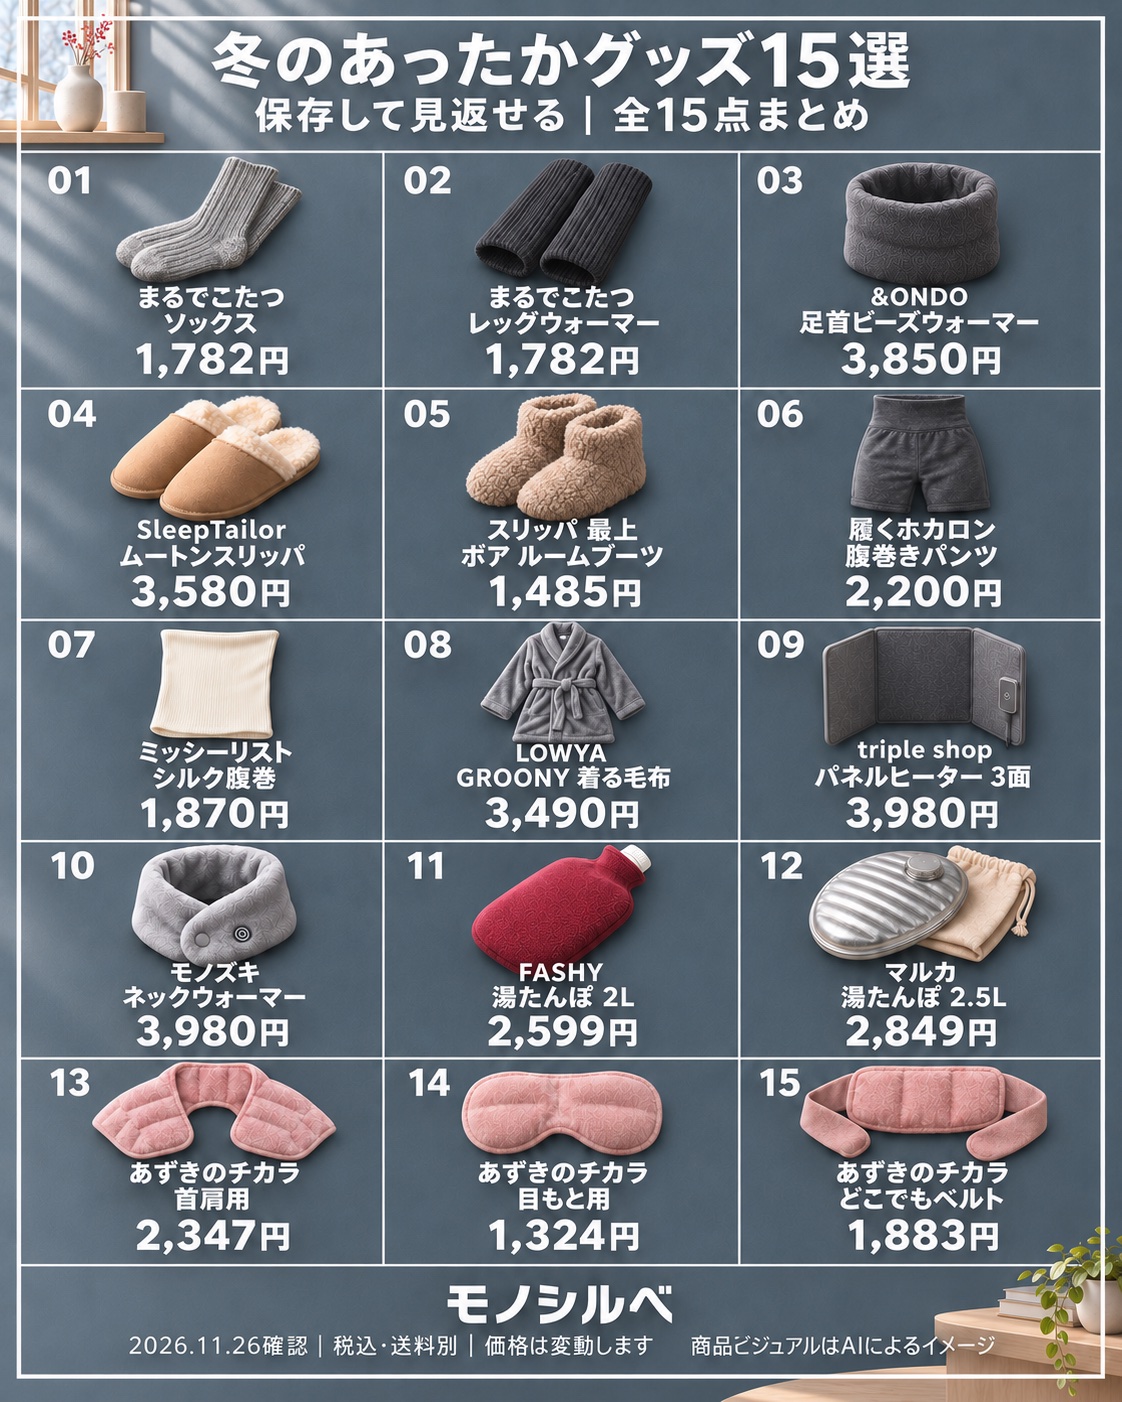 冬のあったかグッズ15選
保存して見返せる | 全15点まとめ
01
まるでこたつ
ソックス
1,782円
02
まるでこたつ
レッグウォーマー
1,782円
03
&ONDO
足首ビーズウォーマー
3,850円
04
SleepTailor
ムートンスリッパ
3,580円
05
スリッパ 最上
ボア ルームブーツ
1,485円
06
履くホカロン
腹巻きパンツ
2,200円
07
ミッシーリスト
シルク腹巻
1,870円
08
LOWYA
GROONY 着る毛布
3,490円
09
triple shop
パネルヒーター 3面
3,980円
10
モノズキ
ネックウォーマー
3,980円
11
FASHY
湯たんぽ 2L
2,599円
12
マルカ
湯たんぽ 2.5L
2,849円
13
あずきのチカラ
首肩用
2,347円
14
あずきのチカラ
目もと用
1,324円
15
あずきのチカラ
どこでもベルト
1,883円
モノシルベ
2026.11.26確認 | 税込・送料別 | 価格は変動します 商品ビジュアルはAIによるイメージ